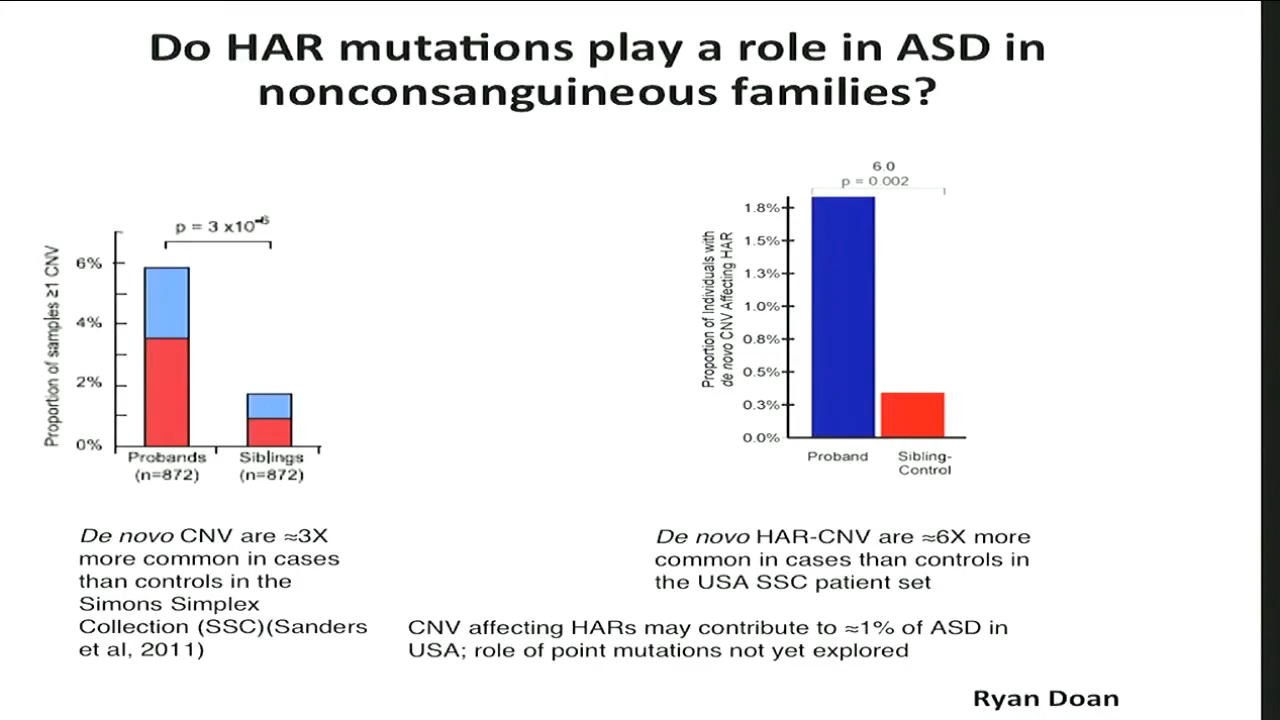 Do HAR mutations play a role in ASD in
nonconsanguineous families?
p = 3 x10⁻⁶
Proportion of samples ≥1 CNV
6%
4%
2%
0%
Probands
(n=872)
Siblings
(n=872)
6.0
p = 0.002
Proportion of Individuals with
de novo CNV Affecting HAR
1.8%
1.5%
1.3%
1.0%
0.8%
0.5%
0.3%
0.0%
Proband
Sibling-
Control
De novo CNV are ≈3X
more common in cases
than controls in the
Simons Simplex
Collection (SSC)(Sanders
et al, 2011)
De novo HAR-CNV are ≈6X more
common in cases than controls in
the USA SSC patient set
CNV affecting HARs may contribute to ≈1% of ASD in
USA; role of point mutations not yet explored
Ryan Doan